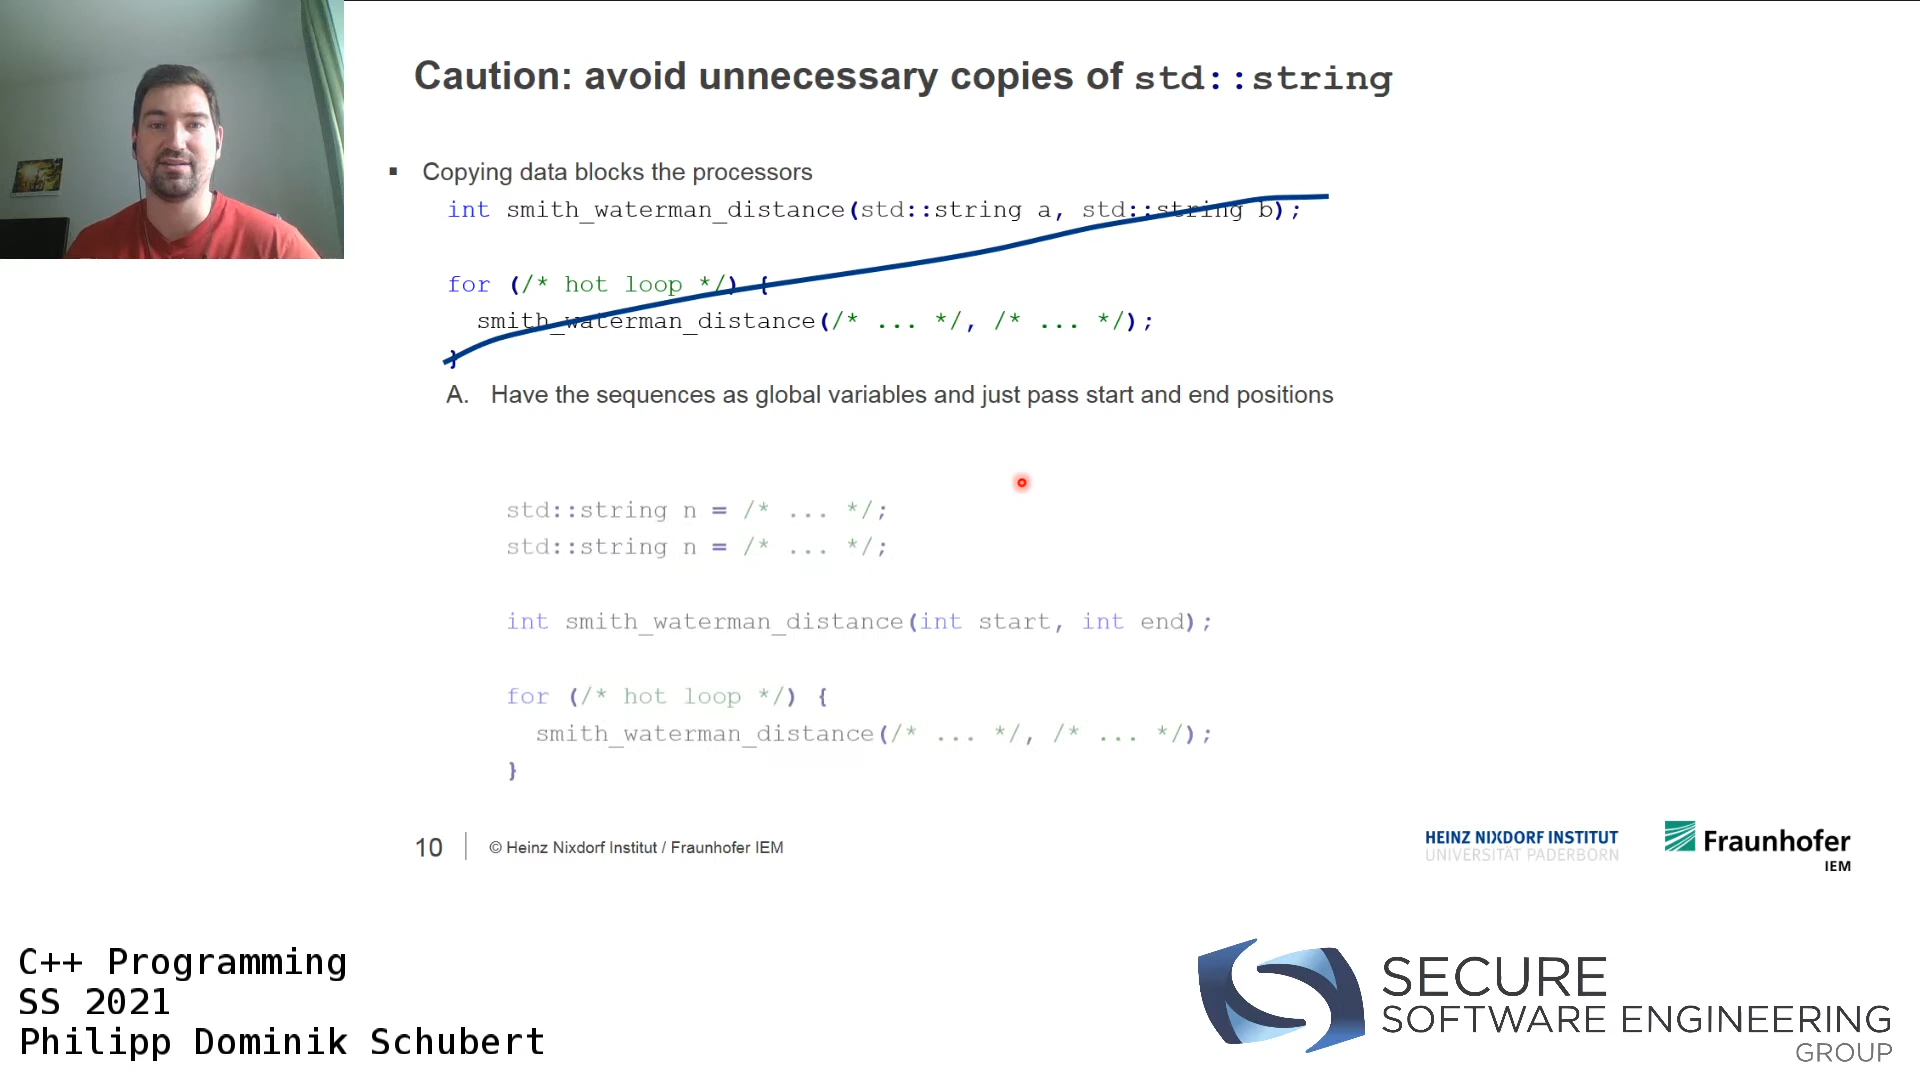 Caution: avoid unnecessary copies of std::string
▪ Copying data blocks the processors
int smith_waterman_distance(std::string a, std::string b);
for (/* hot loop */) {
smith_waterman_distance(/* ... */, /* ... */);
}
A. Have the sequences as global variables and just pass start and end positions
std::string n = /* ... */;
std::string n = /* ... */;
int smith_waterman_distance(int start, int end);
for (/* hot loop */) {
smith_waterman_distance(/* ... */, /* ... */);
}
10 © Heinz Nixdorf Institut / Fraunhofer IEM
HEINZ NIXDORF INSTITUT
UNIVERSITÄT PADERBORN
Fraunhofer
IEM
C++ Programming
SS 2021
Philipp Dominik Schubert
SECURE
SOFTWARE ENGINEERING
GROUP